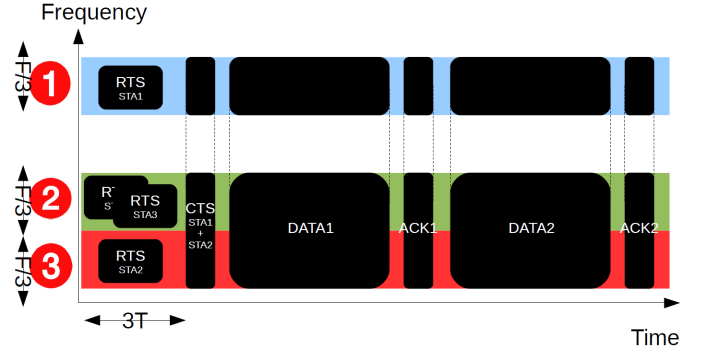 Frequency
F/3
1
RTS
STA1
F/3
2
RTS
STA3
CTS
STA1
+
STA2
DATA1
ACK1
DATA2
ACK2
F/3
3
RTS
STA2
3T
Time